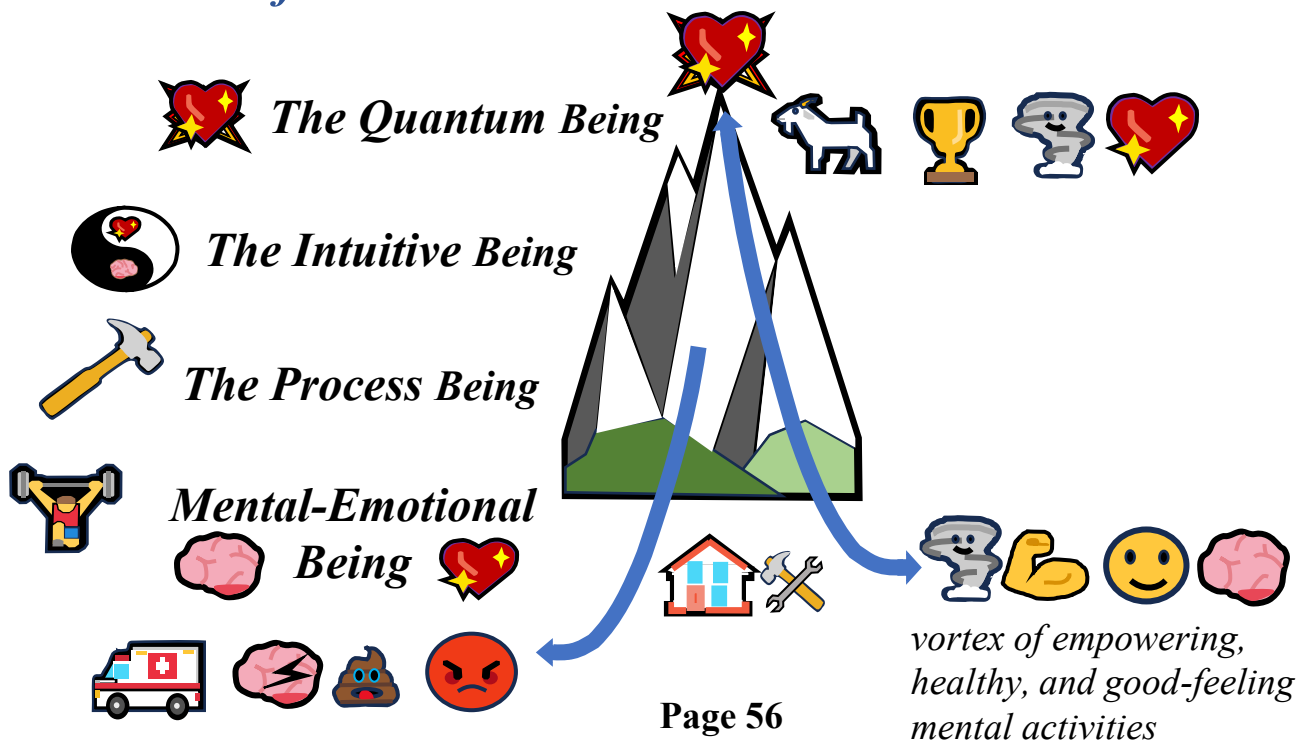 The Quantum Being
The Intuitive Being
The Process Being
Mental-Emotional
Being
vortex of empowering,
healthy, and good-feeling
mental activities
Page 56